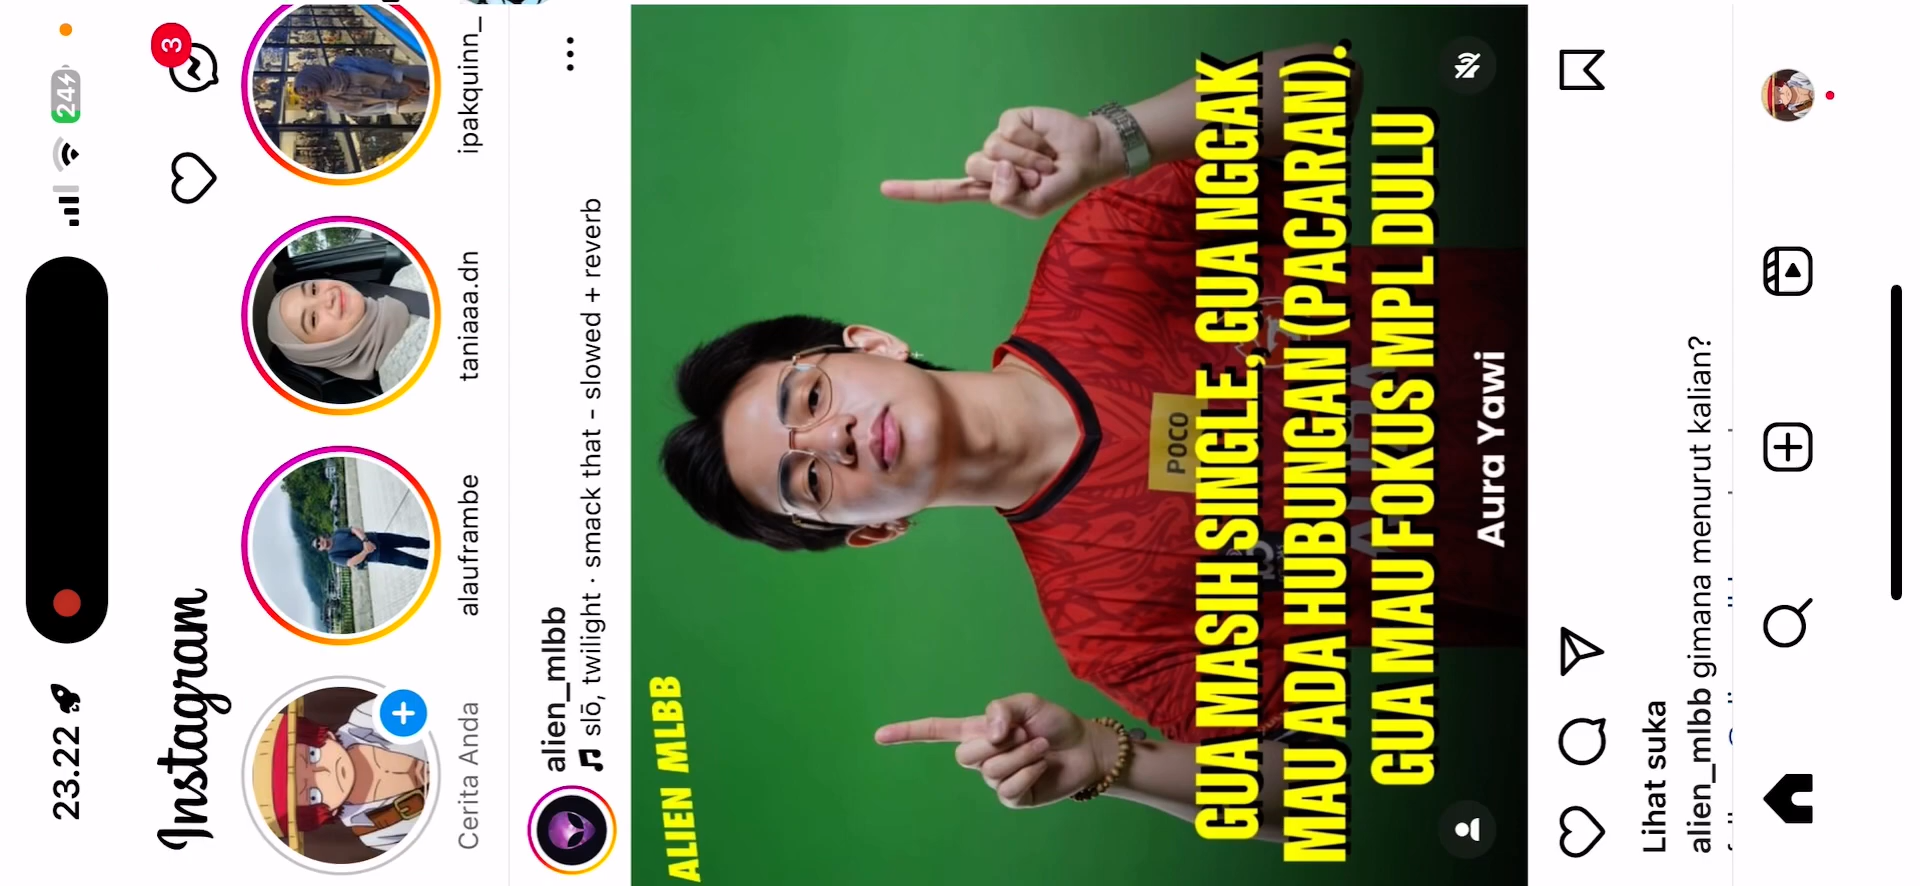 23.22
24
Instagram
3
Cerita Anda
alauframbe
taniaaa.dn
ipakquinn_
alien_mlbb
slō, twilight · smack that - slowed + reverb
ALIEN MLBB
POCO
GUA MASIH SINGLE, GUA NGGAK
MAU ADA HUBUNGAN (PACARAN).
GUA MAU FOKUS MPL DULU
Aura Yawi
Lihat suka
alien_mlbb gimana menurut kalian?